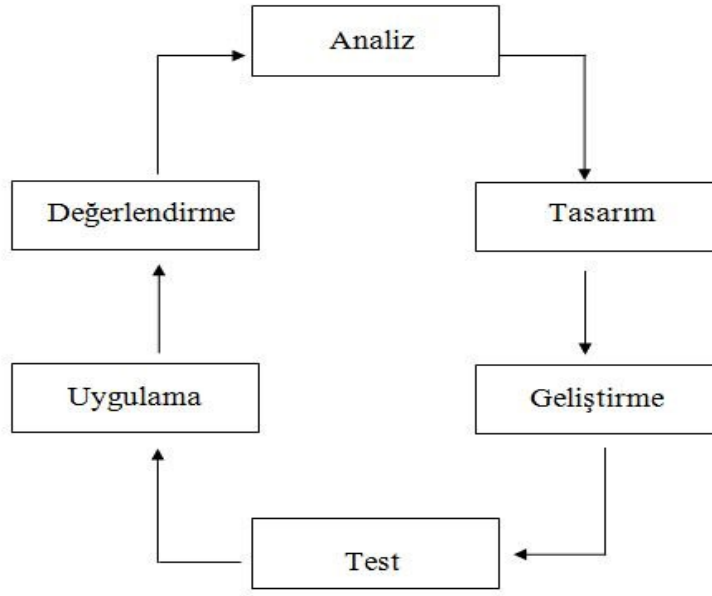 Analiz
Değerlendirme
Tasarım
Uygulama
Geliştirme
Test